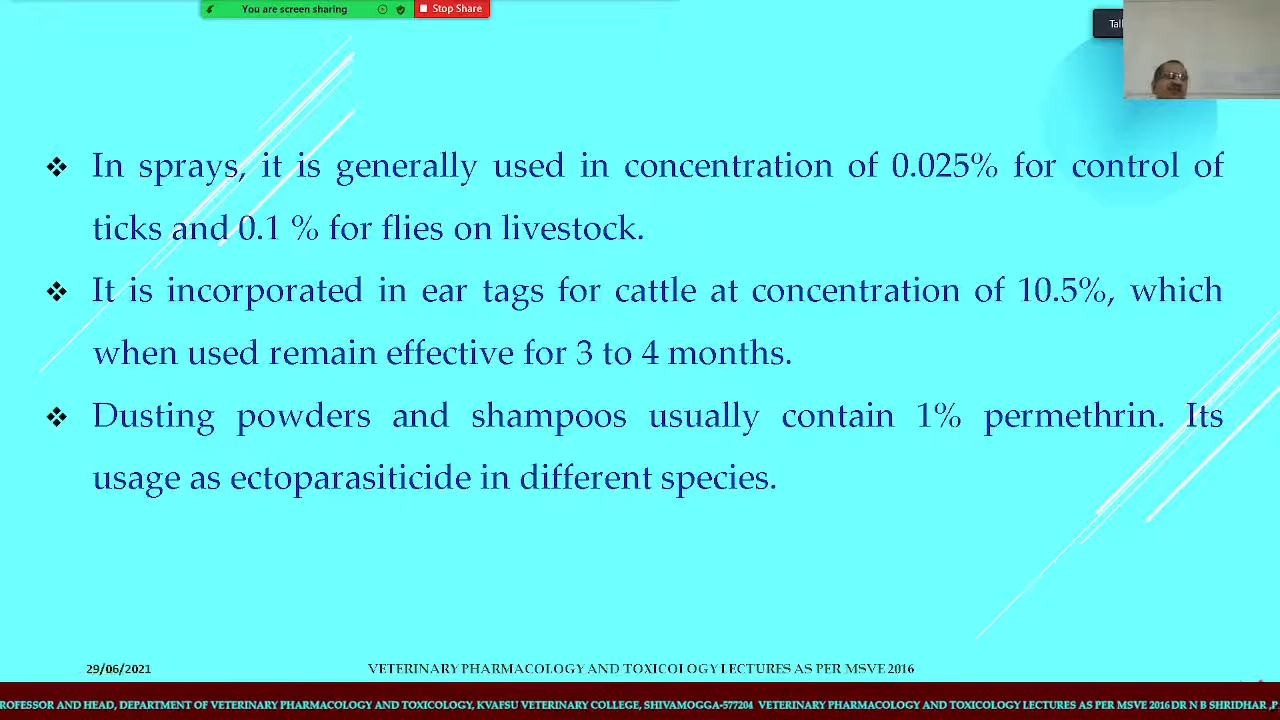 You are screen sharing
Stop Share
In sprays, it is generally used in concentration of 0.025% for control of
ticks and 0.1 % for flies on livestock.
It is incorporated in ear tags for cattle at concentration of 10.5%, which
when used remain effective for 3 to 4 months.
Dusting powders and shampoos usually contain 1% permethrin. Its
usage as ectoparasiticide in different species.
29/06/2021
VETERINARY PHARMACOLOGY AND TOXICOLOGY LECTURES AS PER MSVE 2016
ROFESSOR AND HEAD, DEPARTMENT OF VETERINARY PHARMACOLOGY AND TOXICOLOGY, KVAFSU VETERINARY COLLEGE, SHIVAMOGGA-577204 VETERINARY PHARMACOLOGY AND TOXICOLOGY LECTURES AS PER MSVE 2016 DR N B SHRIDHAR ,P